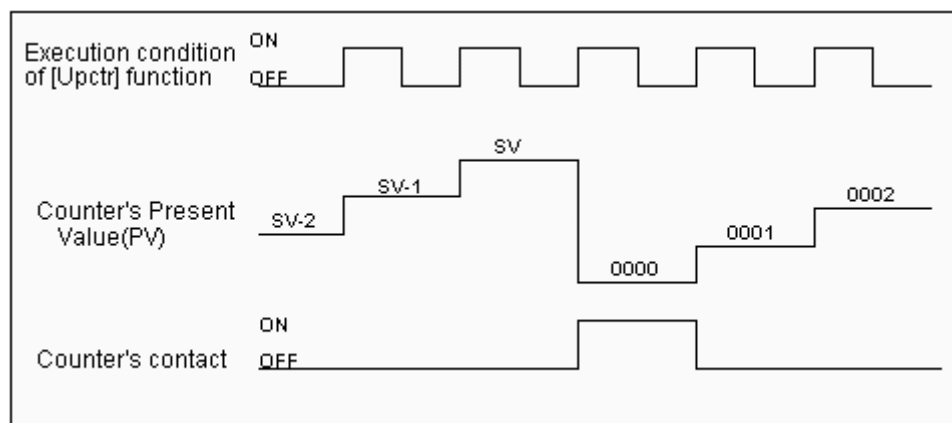 Execution condition
of [Upctr] function
ON
OFF
SV
SV-1
SV-2
Counter's Present
Value(PV)
0002
0001
0000
ON
OFF
Counter's contact